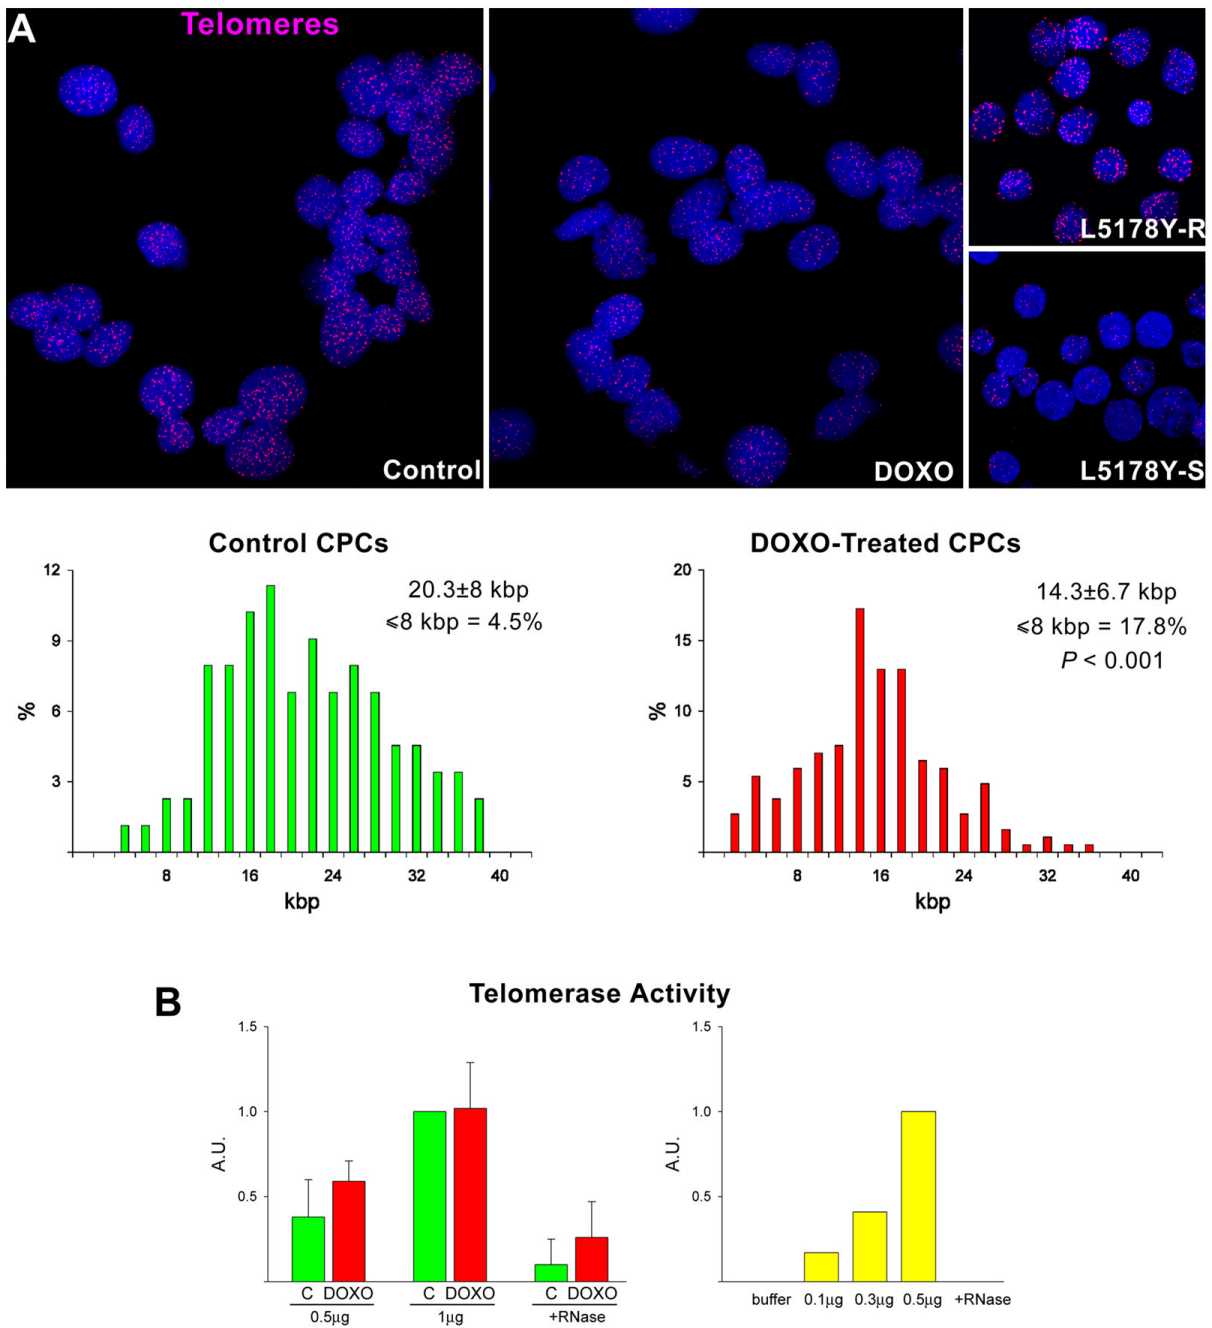 A
Telomeres
Control
DOXO
L5178Y-R
L5178Y-S
Control CPCs
20.3±8 kbp
⩽8 kbp = 4.5%
12
9
6
3
%
8 16 24 32 40
kbp
DOXO-Treated CPCs
14.3±6.7 kbp
⩽8 kbp = 17.8%
P < 0.001
20
15
10
5
%
8 16 24 32 40
kbp
B
Telomerase Activity
1.5
1.0
0.5
A.U.
C DOXO C DOXO C DOXO
0.5µg 1µg +RNase
1.5
1.0
0.5
A.U.
buffer 0.1µg 0.3µg 0.5µg +RNase